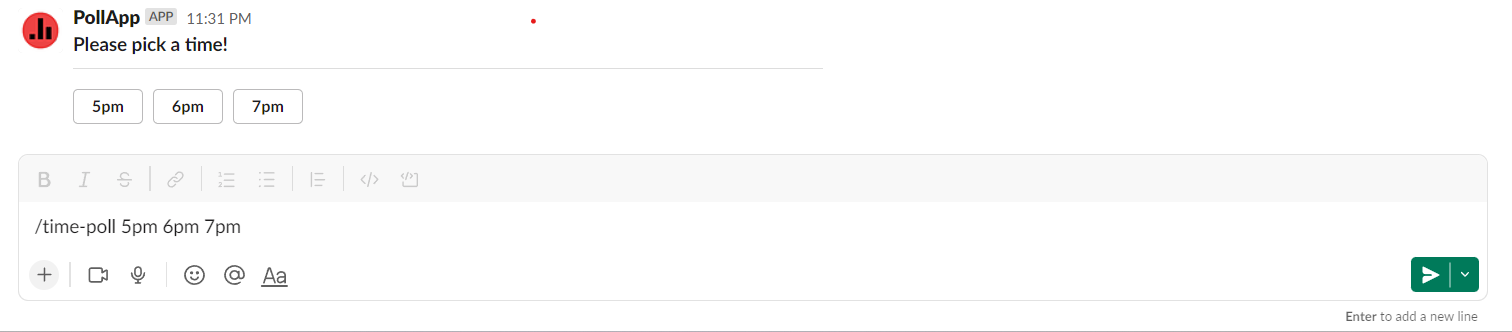 PollApp APP 11:31 PM
Please pick a time!
5pm 6pm 7pm
B I S
/time-poll 5pm 6pm 7pm
Aa
Enter to add a new line